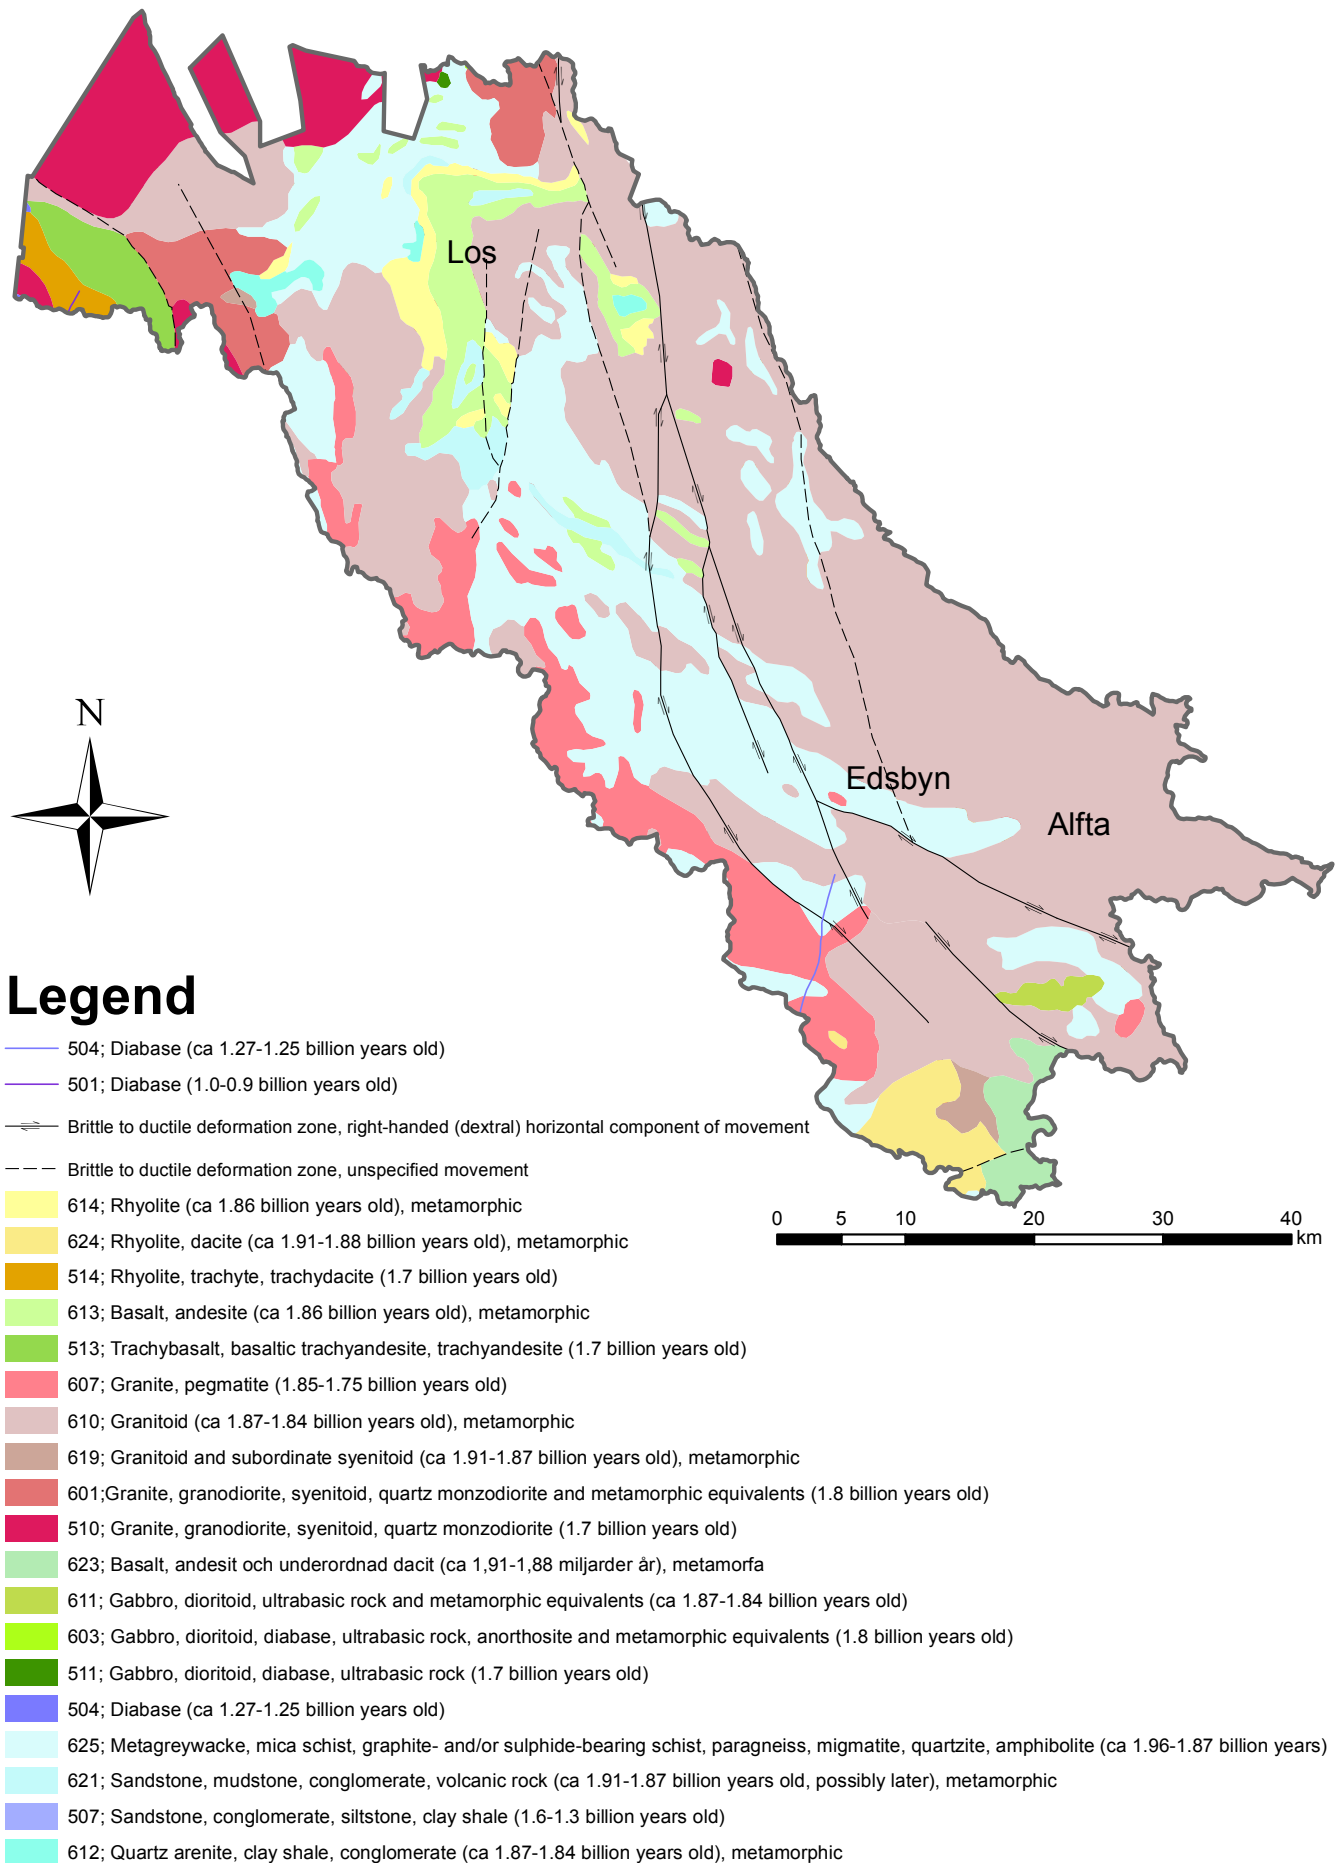 Los
N
Edsbyn
Alfta
Legend
504; Diabase (ca 1.27-1.25 billion years old)
501; Diabase (1.0-0.9 billion years old)
Brittle to ductile deformation zone, right-handed (dextral) horizontal component of movement
Brittle to ductile deformation zone, unspecified movement
614; Rhyolite (ca 1.86 billion years old), metamorphic
0 5 10 20 30 40
km
624; Rhyolite, dacite (ca 1.91-1.88 billion years old), metamorphic
514; Rhyolite, trachyte, trachydacite (1.7 billion years old)
613; Basalt, andesite (ca 1.86 billion years old), metamorphic
513; Trachybasalt, basaltic trachyandesite, trachyandesite (1.7 billion years old)
607; Granite, pegmatite (1.85-1.75 billion years old)
610; Granitoid (ca 1.87-1.84 billion years old), metamorphic
619; Granitoid and subordinate syenitoid (ca 1.91-1.87 billion years old), metamorphic
601;Granite, granodiorite, syenitoid, quartz monzodiorite and metamorphic equivalents (1.8 billion years old)
510; Granite, granodiorite, syenitoid, quartz monzodiorite (1.7 billion years old)
623; Basalt, andesit och underordnad dacit (ca 1,91-1,88 miljarder år), metamorfa
611; Gabbro, dioritoid, ultrabasic rock and metamorphic equivalents (ca 1.87-1.84 billion years old)
603; Gabbro, dioritoid, diabase, ultrabasic rock, anorthosite and metamorphic equivalents (1.8 billion years old)
511; Gabbro, dioritoid, diabase, ultrabasic rock (1.7 billion years old)
504; Diabase (ca 1.27-1.25 billion years old)
625; Metagreywacke, mica schist, graphite- and/or sulphide-bearing schist, paragneiss, migmatite, quartzite, amphibolite (ca 1.96-1.87 billion years)
621; Sandstone, mudstone, conglomerate, volcanic rock (ca 1.91-1.87 billion years old, possibly later), metamorphic
507; Sandstone, conglomerate, siltstone, clay shale (1.6-1.3 billion years old)
612; Quartz arenite, clay shale, conglomerate (ca 1.87-1.84 billion years old), metamorphic